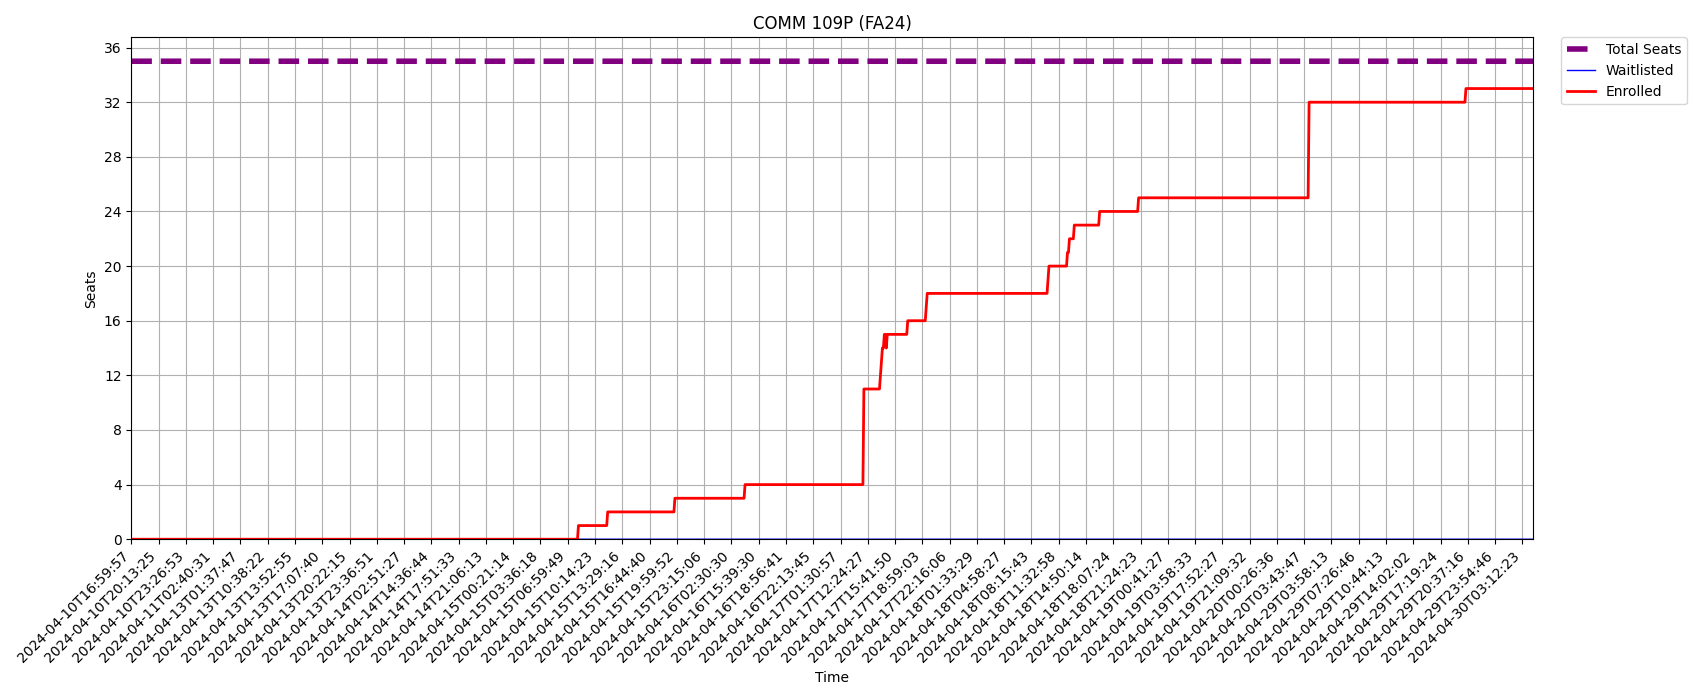 COMM 109P (FA24)
Total Seats
Waitlisted
Enrolled
Seats
36
32
28
24
20
16
12
8
4
0
2024-04-10T16:59:57
2024-04-10T20:13:25
2024-04-10T23:26:53
2024-04-11T02:40:31
2024-04-13T01:37:47
2024-04-13T10:38:22
2024-04-13T13:52:55
2024-04-13T17:07:40
2024-04-13T20:22:15
2024-04-13T23:36:51
2024-04-14T02:51:27
2024-04-14T14:36:44
2024-04-14T17:51:33
2024-04-14T21:06:13
2024-04-15T00:21:14
2024-04-15T03:36:18
2024-04-15T06:59:49
2024-04-15T10:14:23
2024-04-15T13:29:16
2024-04-15T16:44:40
2024-04-15T19:59:52
2024-04-15T23:15:06
2024-04-16T02:30:30
2024-04-16T15:39:30
2024-04-16T18:56:41
2024-04-16T22:13:45
2024-04-17T01:30:57
2024-04-17T12:24:27
2024-04-17T15:41:50
2024-04-17T18:59:03
2024-04-17T22:16:06
2024-04-18T01:33:29
2024-04-18T04:58:27
2024-04-18T08:15:43
2024-04-18T11:32:58
2024-04-18T14:50:14
2024-04-18T18:07:24
2024-04-18T21:24:23
2024-04-19T00:41:27
2024-04-19T03:58:33
2024-04-19T17:52:27
2024-04-19T21:09:32
2024-04-20T00:26:36
2024-04-20T03:43:47
2024-04-29T03:58:13
2024-04-29T07:26:46
2024-04-29T10:44:13
2024-04-29T14:02:02
2024-04-29T17:19:24
2024-04-29T20:37:16
2024-04-29T23:54:46
2024-04-30T03:12:23
Time